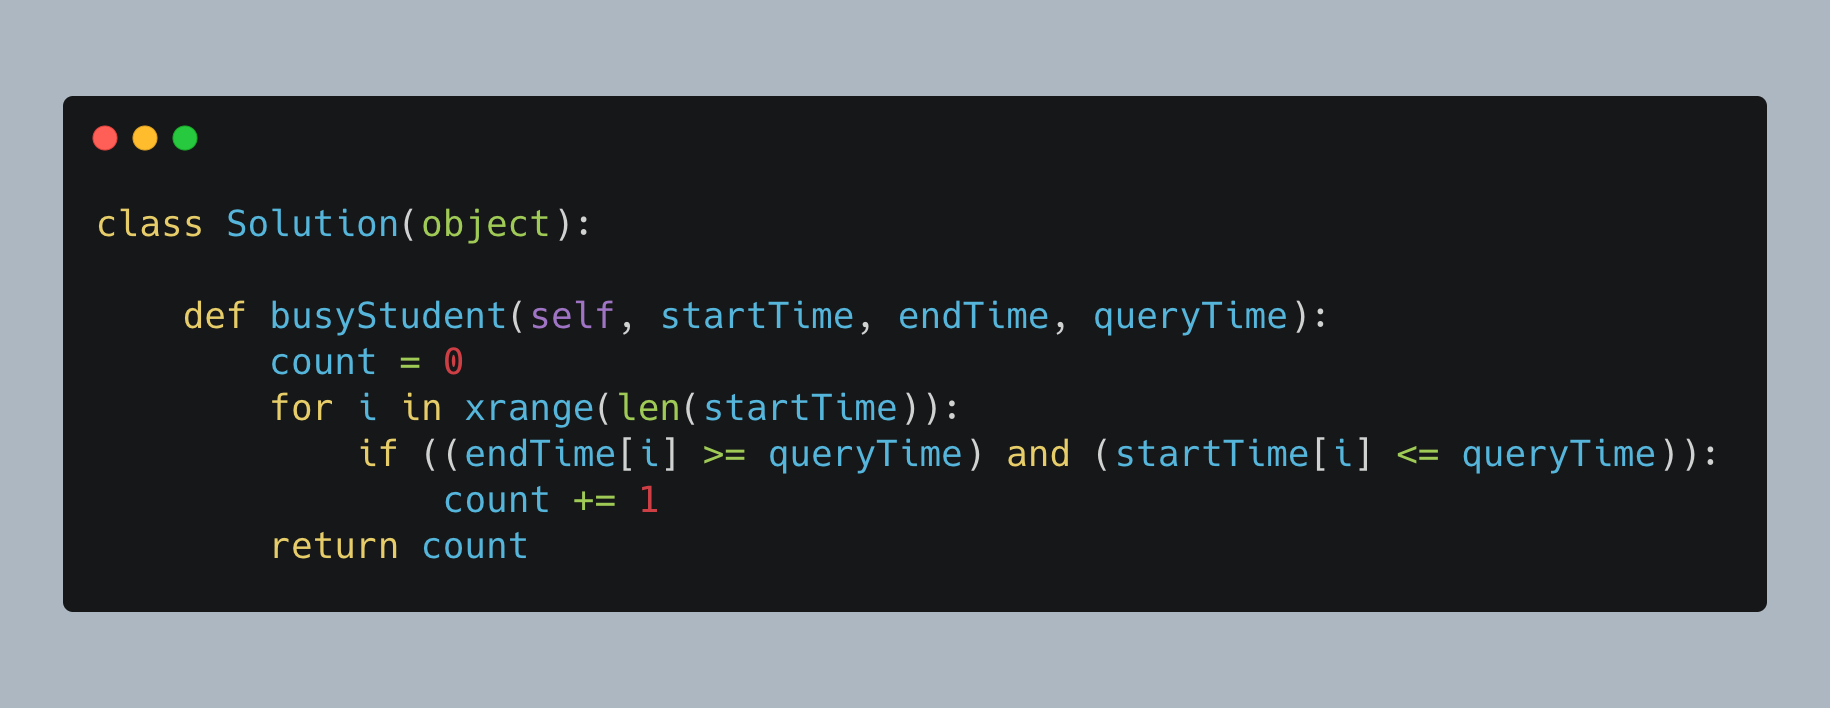 class Solution(object):
    def busyStudent(self, startTime, endTime, queryTime):
        count = 0
        for i in xrange(len(startTime)):
            if ((endTime[i] >= queryTime) and (startTime[i] <= queryTime)):
                count += 1
        return count